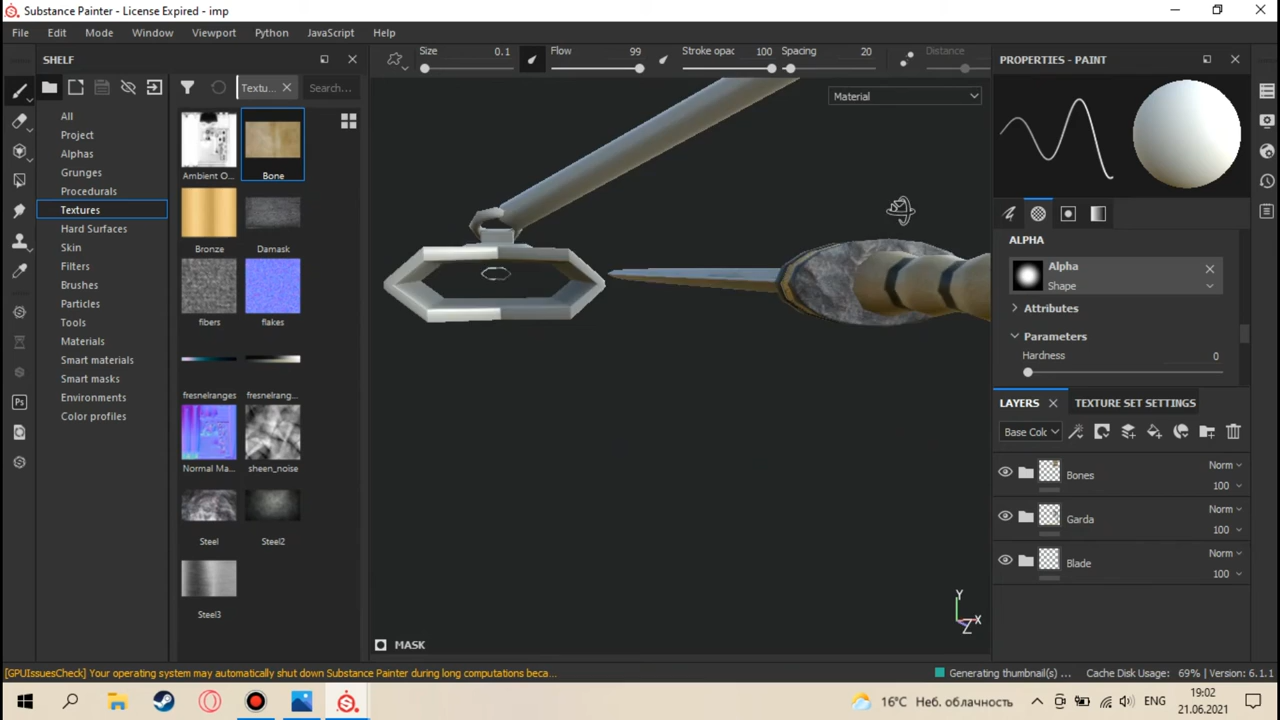 Substance Painter - License Expired - imp
File Edit Mode Window Viewport Python JavaScript Help
SHELF
Size 0.1 Flow 99 Stroke opac 100 Spacing 20 Distance
PROPERTIES - PAINT
Textu... Search...
Material
All
Project
Alphas
Grunges
Procedurals
Textures
Hard Surfaces
Skin
Filters
Brushes
Particles
Tools
Materials
Smart materials
Smart masks
Environments
Color profiles
Ambient O... Bone
Bronze Damask
fibers flakes
fresnelranges fresnelrang...
Normal Ma... sheen_noise
Steel Steel2
Steel3
ALPHA
Alpha
Shape
Attributes
Parameters
Hardness 0
LAYERS TEXTURE SET SETTINGS
Base Colc
Bones Norm
100
Garda Norm
100
Blade Norm
100
Ps
Y
X
Z
MASK
[GPUIssuesCheck] Your operating system may automatically shut down Substance Painter during long computations beca...
Generating thumbnail(s) ... Cache Disk Usage: 69% | Version: 6.1.1
16°C Неб. облачность ENG 19:02
21.06.2021